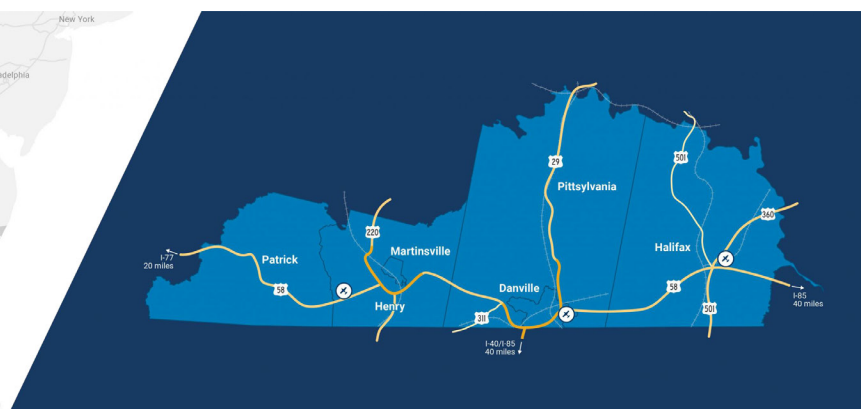 New York
adelphia
501
29
Pittsylvania
360
220
Martinsville
Halifax
I-77
20 miles
Patrick
58
Danville
58
I-85
40 miles
Henry
311
501
I-40/I-85
40 miles